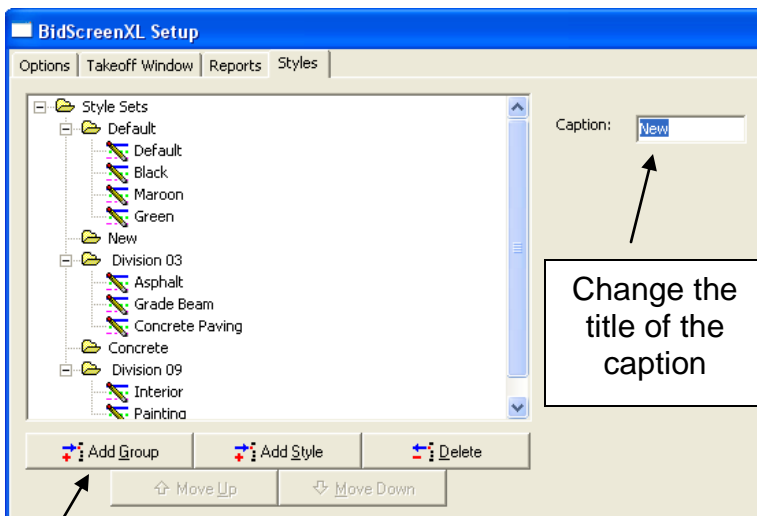 BidScreenXL Setup
Options Takeoff Window Reports Styles
Style Sets
Default
Default
Black
Maroon
Green
New
Division 03
Asphalt
Grade Beam
Concrete Paving
Concrete
Division 09
Interior
Painting
Caption: New
Change the
title of the
caption
Add Group Add Style Delete
Move Up Move Down